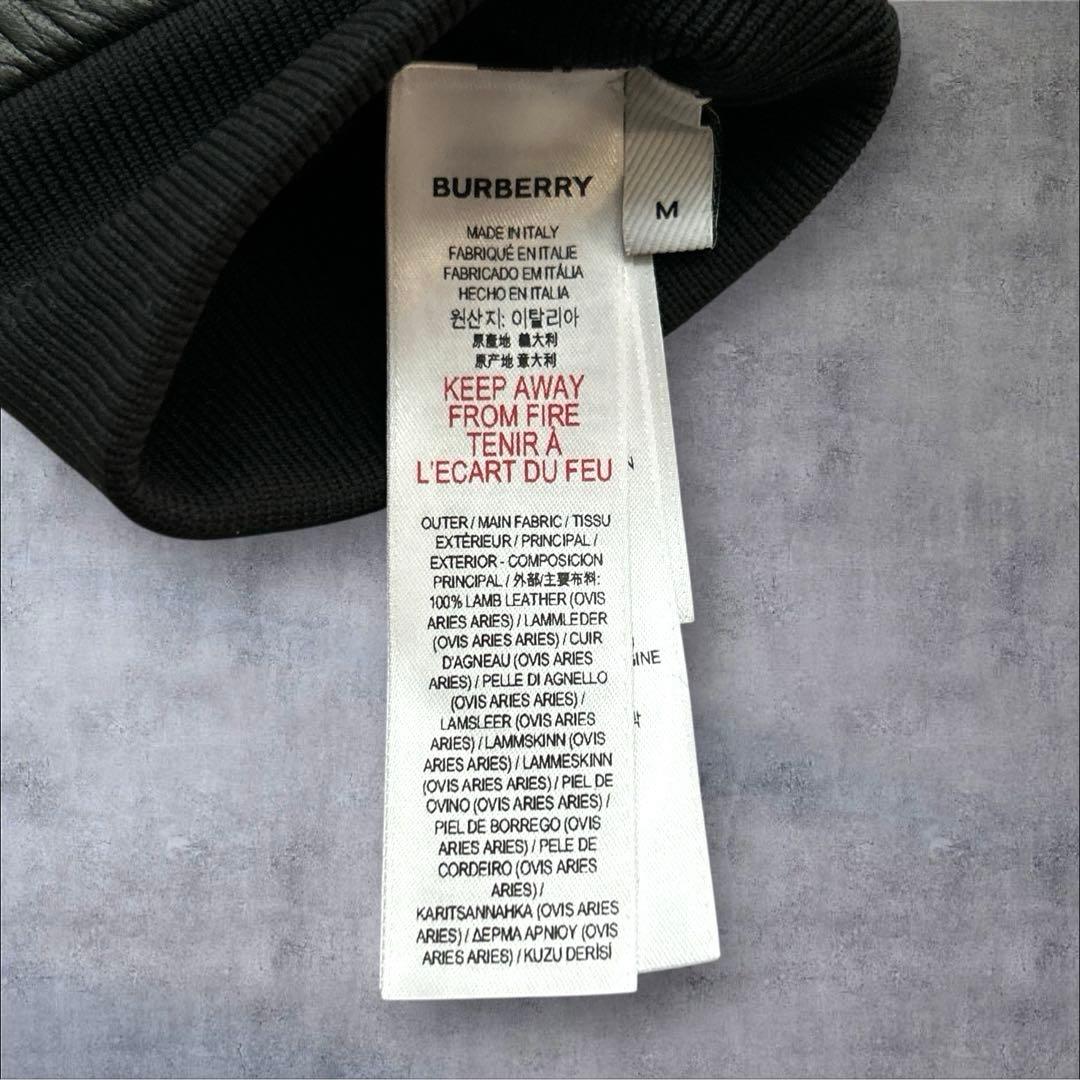 BURBERRY
M
MADE IN ITALY
FABRIQUÉ EN ITALIE
FABRICADO EM ITÁLIA
HECHO EN ITALIA
원산지: 이탈리아
原產地 義大利
原产地 意大利
KEEP AWAY
FROM FIRE
TENIR À
L'ECART DU FEU
OUTER / MAIN FABRIC / TISSU
EXTÉRIEUR / PRINCIPAL /
EXTERIOR - COMPOSICION
PRINCIPAL / 外部/主要布料:
100% LAMB LEATHER (OVIS
ARIES ARIES) / LAMMLEDER
(OVIS ARIES ARIES) / CUIR
D'AGNEAU (OVIS ARIES
ARIES) / PELLE DI AGNELLO
(OVIS ARIES ARIES) /
LAMSLEER (OVIS ARIES
ARIES) / LAMMSKINN (OVIS
ARIES ARIES) / LAMMESKINN
(OVIS ARIES ARIES) / PIEL DE
OVINO (OVIS ARIES ARIES) /
PIEL DE BORREGO (OVIS
ARIES ARIES) / PELE DE
CORDEIRO (OVIS ARIES
ARIES) /
KARITSANNAHKA (OVIS ARIES
ARIES) / ΔΕΡΜΑ ΑΡΝΙΟΥ (OVIS
ARIES ARIES) / KUZU DERİSİ